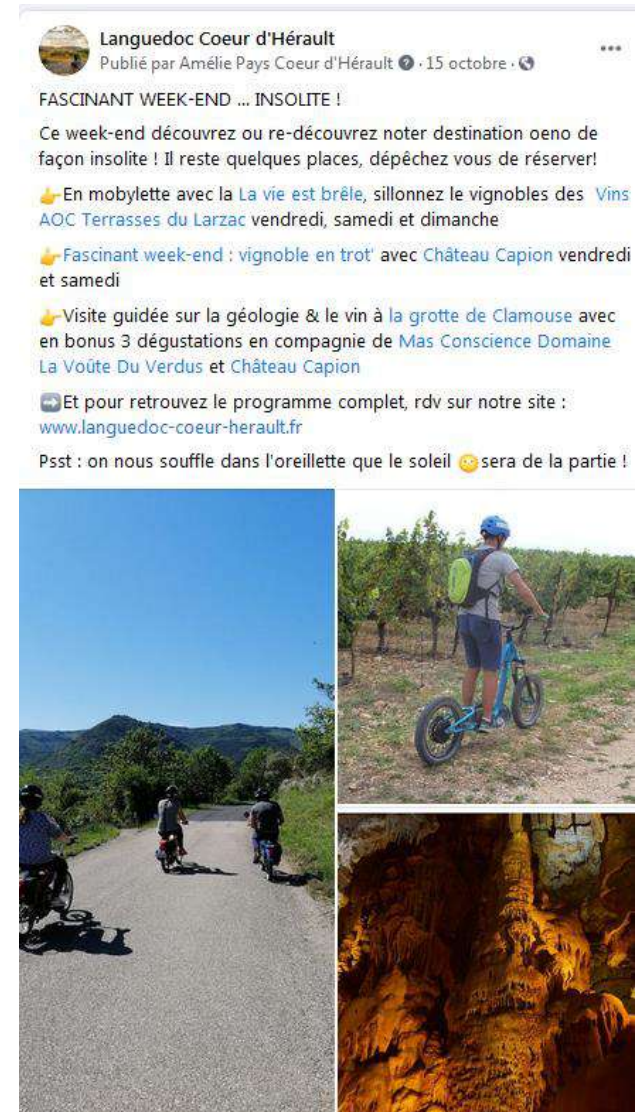 Languedoc Coeur d'Hérault
Publié par Amélie Pays Coeur d'Hérault · 15 octobre ·
FASCINANT WEEK-END ... INSOLITE !
Ce week-end découvrez ou re-découvrez noter destination oeno de
façon insolite ! Il reste quelques places, dépêchez vous de réserver!
👉En mobylette avec la La vie est brêle, sillonnez le vignobles des Vins
AOC Terrasses du Larzac vendredi, samedi et dimanche
👉Fascinant week-end : vignoble en trot' avec Château Capion vendredi
et samedi
👉Visite guidée sur la géologie & le vin à la grotte de Clamouse avec
en bonus 3 dégustations en compagnie de Mas Conscience Domaine
La Voûte Du Verdus et Château Capion
➡Et pour retrouvez le programme complet, rdv sur notre site :
www.languedoc-coeur-herault.fr
Psst : on nous souffle dans l'oreillette que le soleil 🌝sera de la partie !